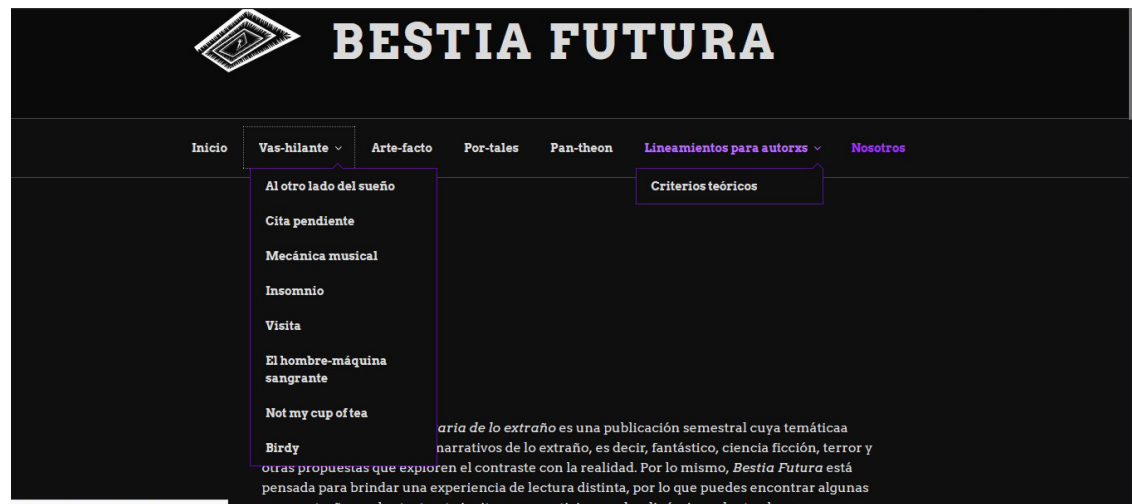 BESTIA FUTURA
Inicio
Vas-hilante
Arte-facto
Por-tales
Pan-theon
Lineamientos para autorxs
Nosotros
Al otro lado del sueño
Cita pendiente
Mecánica musical
Insomnio
Visita
El hombre-máquina
sangrante
Not my cup of tea
Birdy
Criterios teóricos
aria de lo extraño es una publicación semestral cuya temáticaa
narrativos de lo extraño, es decir, fantástico, ciencia ficción, terror y
otras propuestas que exploren el contraste con la realidad. Por lo mismo, Bestia Futura está
pensada para brindar una experiencia de lectura distinta, por lo que puedes encontrar algunas